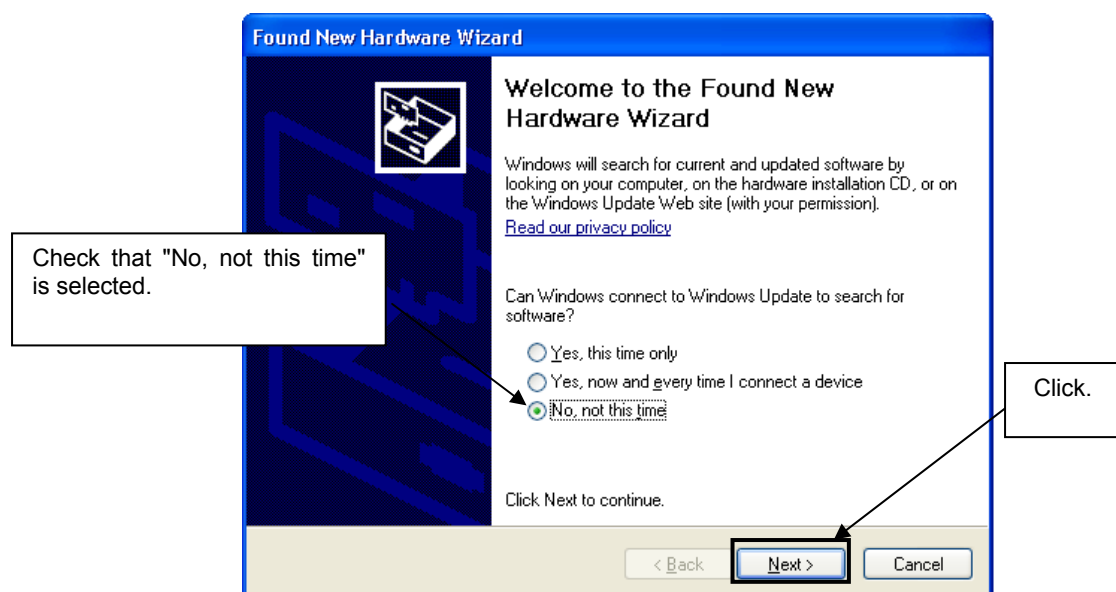 Found New Hardware Wizard
Welcome to the Found New
Hardware Wizard
Windows will search for current and updated software by
looking on your computer, on the hardware installation CD, or on
the Windows Update Web site (with your permission).
Read our privacy policy
Check that "No, not this time"
is selected.
Can Windows connect to Windows Update to search for
software?
Yes, this time only
Yes, now and every time I connect a device
No, not this time
Click.
Click Next to continue.
< Back
Next >
Cancel